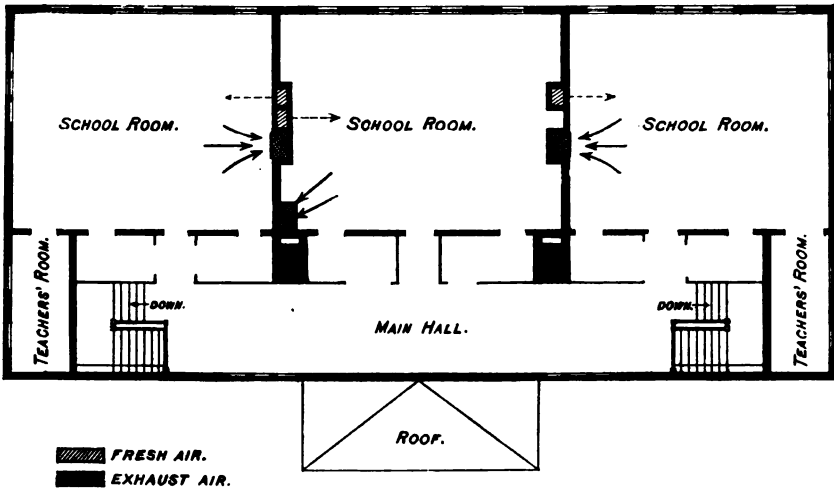 SCHOOL ROOM.
SCHOOL ROOM.
SCHOOL ROOM.
TEACHERS' ROOM.
DOWN.
MAIN HALL.
DOWN.
TEACHERS' ROOM.
ROOF.
FRESH AIR.
EXHAUST AIR.